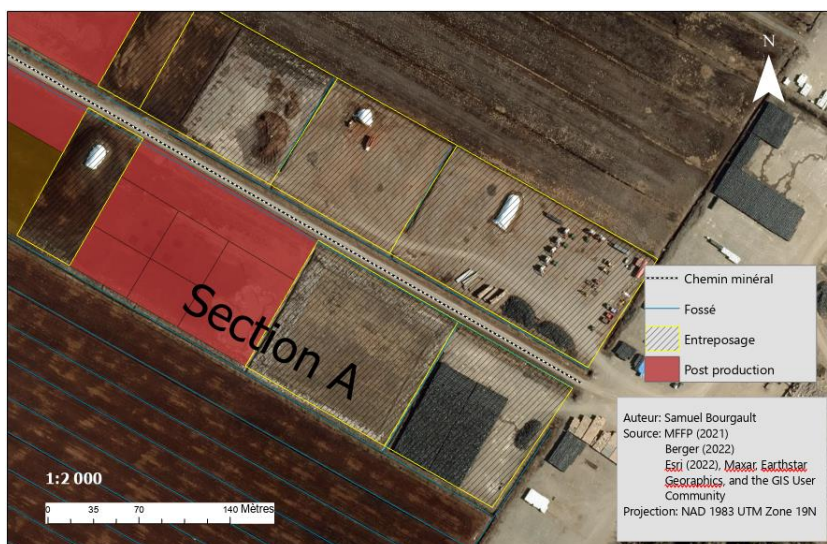 N
Section A
Chemin minéral
Fossé
Entreposage
Post production
Auteur: Samuel Bourgault
Source: MFFP (2021)
Berger (2022)
Esri (2022), Maxar, Earthstar
Georaphics, and the GIS User
Community
Projection: NAD 1983 UTM Zone 19N
1:2 000
0 35 70 140 Mètres